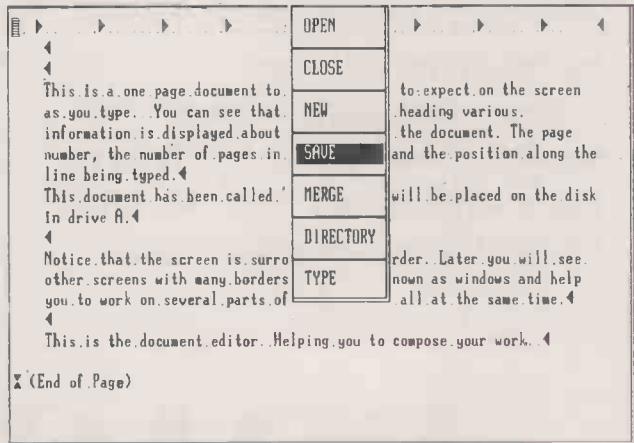 OPEN
CLOSE
NEW
SAVE
MERGE
DIRECTORY
TYPE
This.is.a.one page.document to. to.expect.on the screen
as.you.type...You can see that .heading various.
information.is.displayed.about .the document. The page
number, the number of.pages in. and the position along the
line being.typed.
This.document has.been.called.' will.be.placed on the disk
in drive A.
Notice.that.the screen is.surro rder..Later.you will.see.
other.screens with many.borders nown as windows and help
you.to work on.several.parts.of .all.at the same.time.
This.is the.document.editor..Helping.you to compose.your work..
(End of.Page)